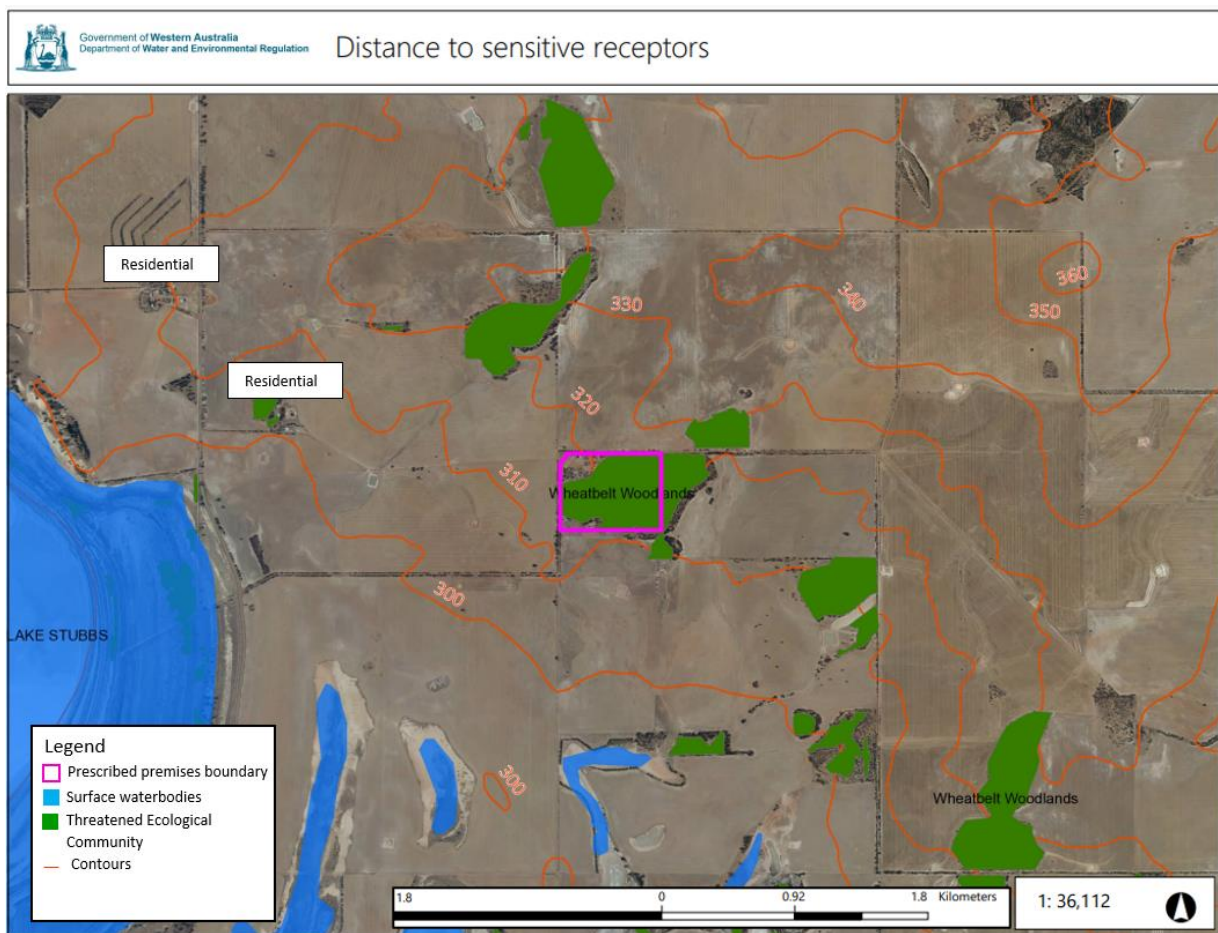 Government of Western Australia
Department of Water and Environmental Regulation
Distance to sensitive receptors
Residential
360
340
330
350
Residential
320
310
Wheatbelt Woodlands
300
LAKE STUBBS
300
Wheatbelt Woodlands
Legend
Prescribed premises boundary
Surface waterbodies
Threatened Ecological
Community
Contours
1.8 0 0.92 1.8 Kilometers
1: 36,112